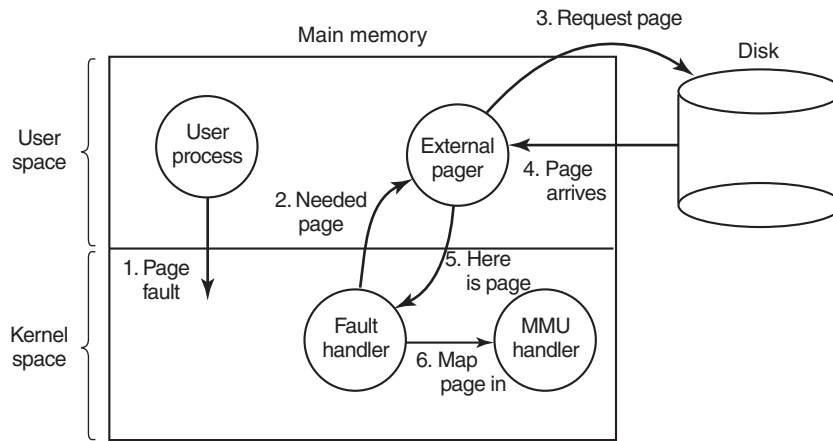 3. Request page
Main memory
Disk
User
space
User
process
External
pager
2. Needed
page
4. Page
arrives
1. Page
fault
5. Here
is page
Kernel
space
Fault
handler
MMU
handler
6. Map
page in